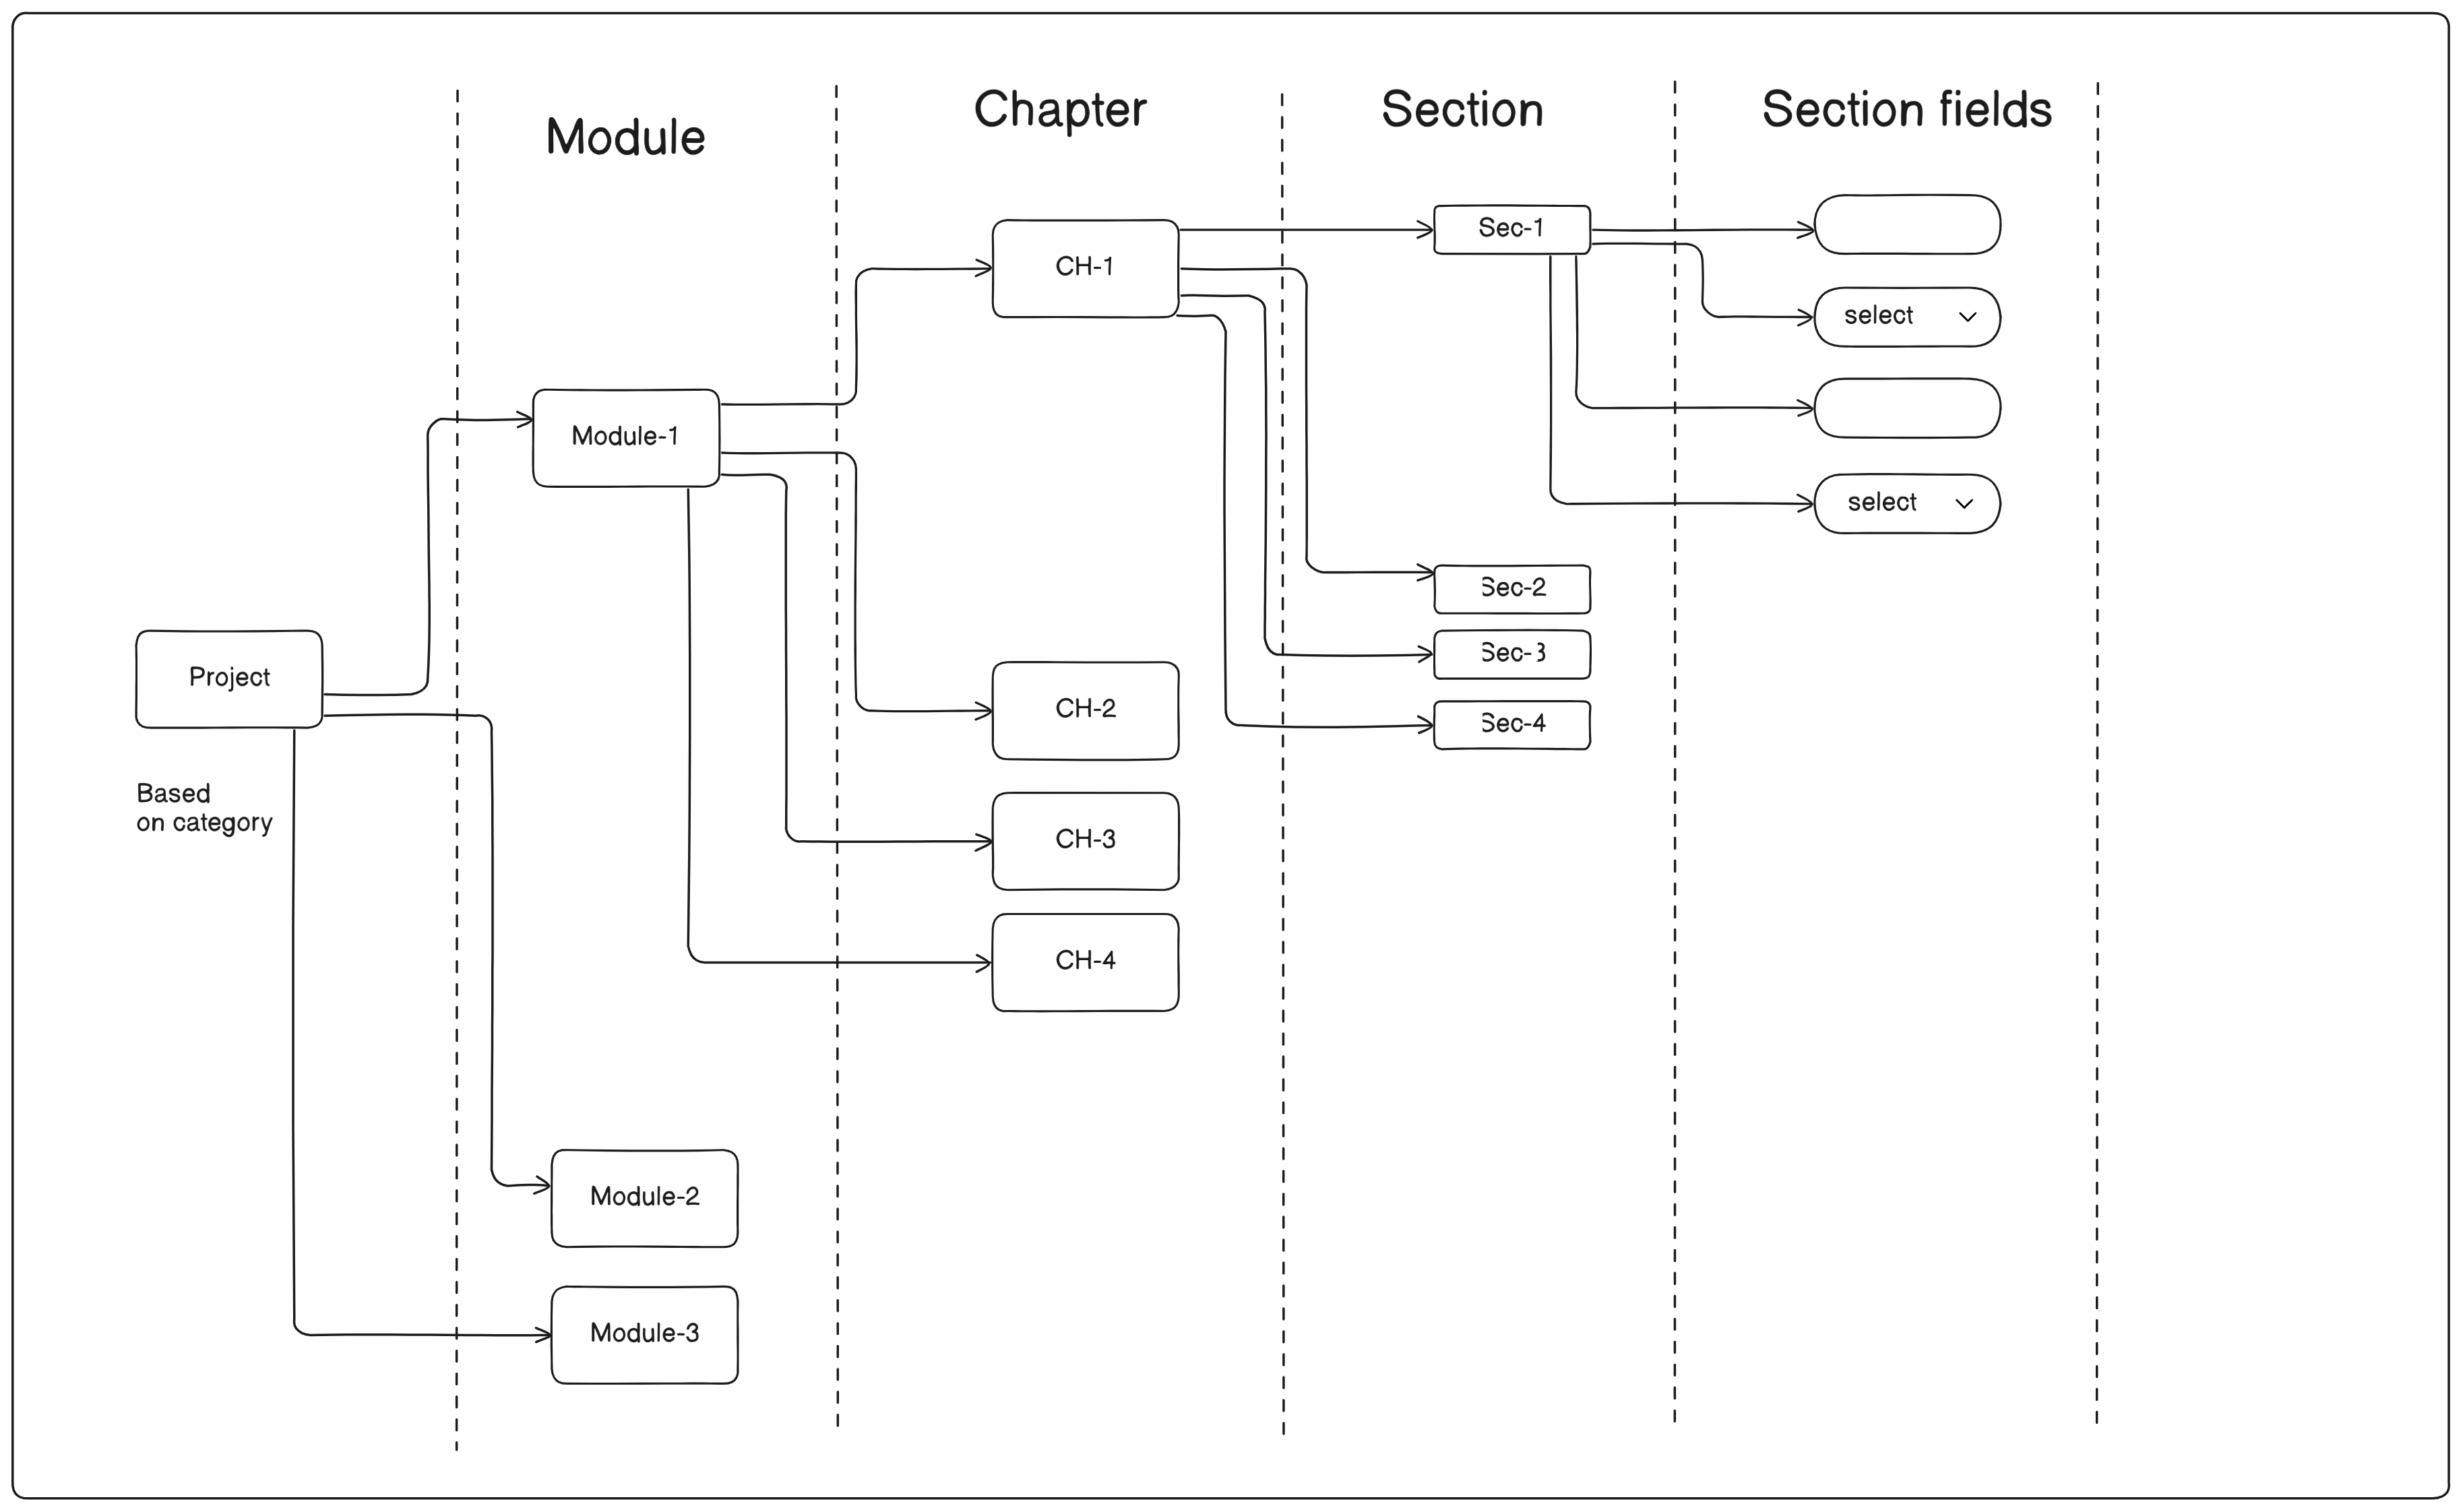 Module
Chapter
Section
Section fields
Sec-1
CH-1
select
Module-1
select
Sec-2
Sec-3
Project
CH-2
Sec-4
Based
on category
CH-3
CH-4
Module-2
Module-3